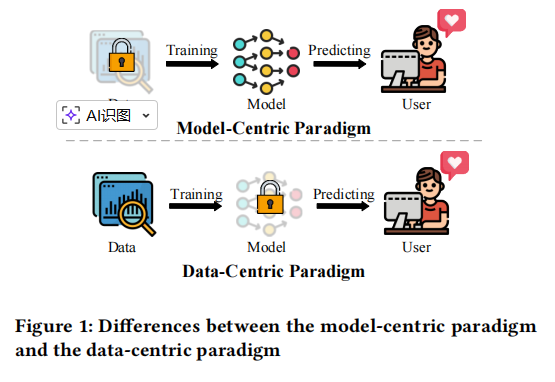 Training
Predicting
Model
User
AI识图
Model-Centric Paradigm
Training
Predicting
Data
Model
User
Data-Centric Paradigm
Figure 1: Differences between the model-centric paradigm
and the data-centric paradigm